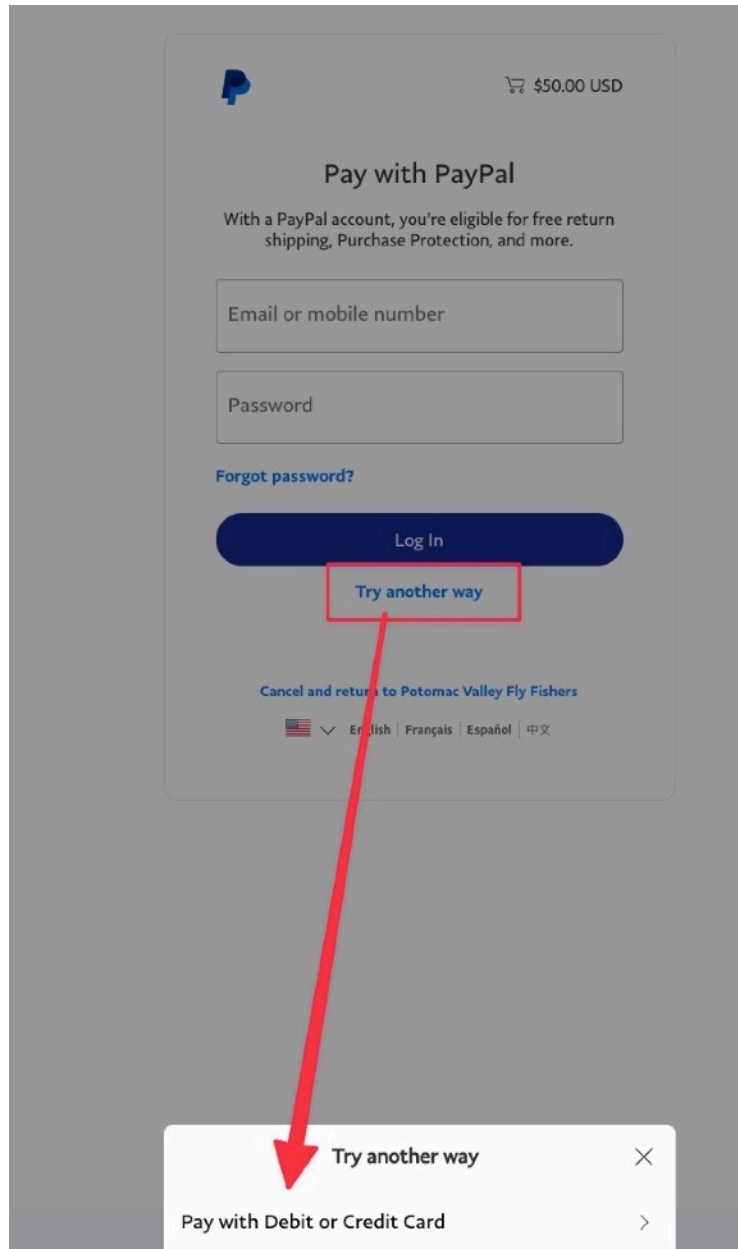 $50.00 USD
Pay with PayPal
With a PayPal account, you're eligible for free return
shipping, Purchase Protection, and more.
Email or mobile number
Password
Forgot password?
Log In
Try another way
Cancel and return to Potomac Valley Fly Fishers
English | Français | Español | 中文
Try another way
Pay with Debit or Credit Card